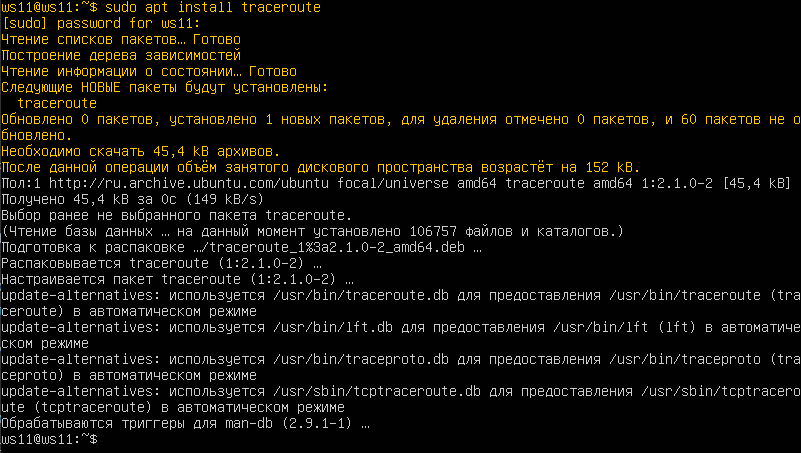 ws11@ws11:~$ sudo apt install traceroute
[sudo] password for ws11:
Чтение списков пакетов… Готово
Построение дерева зависимостей
Чтение информации о состоянии… Готово
Следующие НОВЫЕ пакеты будут установлены:
  traceroute
Обновлено 0 пакетов, установлено 1 новых пакетов, для удаления отмечено 0 пакетов, и 60 пакетов не о
бновлено.
Необходимо скачать 45,4 kB архивов.
После данной операции объём занятого дискового пространства возрастёт на 152 kB.
Пол:1 http://ru.archive.ubuntu.com/ubuntu focal/universe amd64 traceroute amd64 1:2.1.0-2 [45,4 kB]
Получено 45,4 kB за 0с (149 kB/s)
Выбор ранее не выбранного пакета traceroute.
(Чтение базы данных … на данный момент установлено 106757 файлов и каталогов.)
Подготовка к распаковке …/traceroute_1%3a2.1.0-2_amd64.deb …
Распаковывается traceroute (1:2.1.0-2) …
Настраивается пакет traceroute (1:2.1.0-2) …
update-alternatives: используется /usr/bin/traceroute.db для предоставления /usr/bin/traceroute (tra
ceroute) в автоматическом режиме
update-alternatives: используется /usr/bin/lft.db для предоставления /usr/bin/lft (lft) в автоматиче
ском режиме
update-alternatives: используется /usr/bin/traceproto.db для предоставления /usr/bin/traceproto (tra
ceproto) в автоматическом режиме
update-alternatives: используется /usr/sbin/tcptraceroute.db для предоставления /usr/sbin/tcptracero
ute (tcptraceroute) в автоматическом режиме
Обрабатываются триггеры для man-db (2.9.1-1) …
ws11@ws11:~$